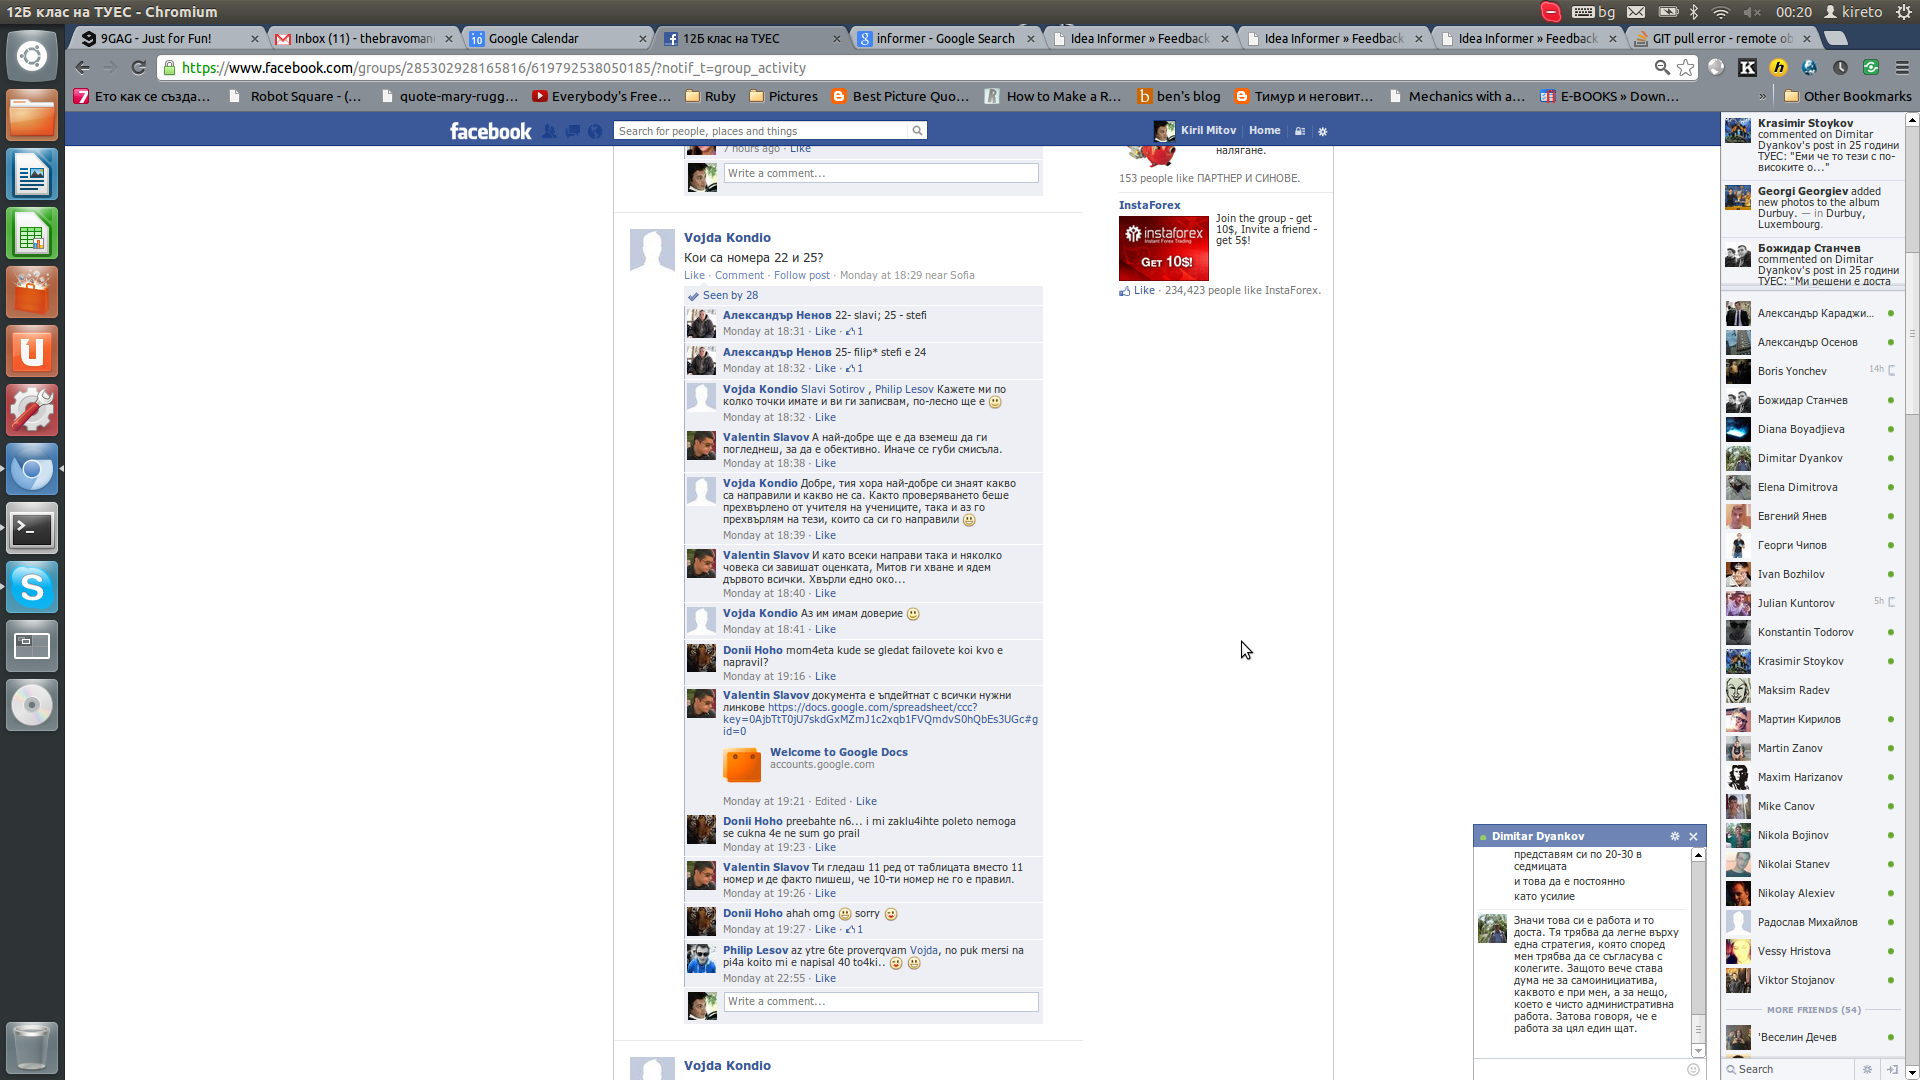 12Б клас на ТУЕС - Chromium
bg
00:20
kireto
9GAG - Just for Fun!
Inbox (11) - thebravoman
Google Calendar
12Б клас на ТУЕС
informer - Google Search
Idea Informer » Feedback
Idea Informer » Feedback
Idea Informer » Feedback
GIT pull error - remote ob
https://www.facebook.com/groups/285302928165816/619792538050185/?notif_t=group_activity
Ето как се създа...
Robot Square - (...
quote-mary-rugg...
Everybody's Free...
Ruby
Pictures
Best Picture Quo...
How to Make a R...
ben's blog
Тимур и неговит...
Mechanics with a...
E-BOOKS » Down...
»
Other Bookmarks
facebook
Search for people, places and things
Kiril Mitov
Home
7 hours ago · Like
Write a comment...
Vojda Kondio
Кои са номера 22 и 25?
Like · Comment · Follow post · Monday at 18:29 near Sofia
Seen by 28
Александър Ненов 22- slavi; 25 - stefi
Monday at 18:31 · Like · 1
Александър Ненов 25- filip* stefi e 24
Monday at 18:32 · Like · 1
Vojda Kondio Slavi Sotirov , Philip Lesov Кажете ми по
колко точки имате и ви ги записвам, по-лесно ще е
Monday at 18:32 · Like
Valentin Slavov А най-добре ще е да вземеш да ги
погледнеш, за да е обективно. Иначе се губи смисъла.
Monday at 18:38 · Like
Vojda Kondio Добре, тия хора най-добре си знаят какво
са направили и какво не са. Както проверяването беше
прехвърлено от учителя на учениците, така и аз го
прехвърлям на тези, които са си го направили
Monday at 18:39 · Like
Valentin Slavov И като всеки направи така и няколко
човека си завишат оценката, Митов ги хване и ядем
дървото всички. Хвърли едно око...
Monday at 18:40 · Like
Vojda Kondio Аз им имам доверие
Monday at 18:41 · Like
Donii Hoho mom4eta kude se gledat failovete koi kvo e
napravil?
Monday at 19:16 · Like
Valentin Slavov документа е ъпдейтнат с всички нужни
линкове https://docs.google.com/spreadsheet/ccc?
key=0AjbTtT0jU7skdGxMZmJ1c2xqb1FVQmdvS0hQbEs3UGc#g
id=0
Welcome to Google Docs
accounts.google.com
Monday at 19:21 · Edited · Like
Donii Hoho preebahte n6... i mi zaklu4ihte poleto nemoga
se cukna 4e ne sum go prail
Monday at 19:23 · Like
Valentin Slavov Ти гледаш 11 ред от таблицата вместо 11
номер и де факто пишеш, че 10-ти номер не го е правил.
Monday at 19:26 · Like
Donii Hoho ahah omg sorry
Monday at 19:27 · Like · 1
Philip Lesov az ytre 6te proverqvam Vojda, no puk mersi na
pi4a koito mi e napisal 40 to4ki..
Monday at 22:55 · Like
Write a comment...
Vojda Kondio
налягане.
153 people like ПАРТНЕР И СИНОВЕ.
InstaForex
instaforex
Instant Forex Trading
GET 10$!
Join the group - get
10$, Invite a friend -
get 5$!
Like · 234,423 people like InstaForex.
Dimitar Dyankov
представям си по 20-30 в
седмицата
и това да е постоянно
като усилие
Значи това си е работа и то
доста. Тя трябва да легне върху
една стратегия, която според
мен трябва да се съгласува с
колегите. Защото вече става
дума не за самоинициатива,
каквото е при мен, а за нещо,
което е чисто административна
работа. Затова говоря, че е
работа за цял един щат.
Krasimir Stoykov
commented on Dimitar
Dyankov's post in 25 години
ТУЕС: "Еми че то тези с по-
високите о..."
Georgi Georgiev added
new photos to the album
Durbuy. — in Durbuy,
Luxembourg.
Божидар Станчев
commented on Dimitar
Dyankov's post in 25 години
ТУЕС: "Ми решени е доста
Александър Караджи...
Александър Осенов
Boris Yonchev 14h
Божидар Станчев
Diana Boyadjieva
Dimitar Dyankov
Elena Dimitrova
Евгений Янев
Георги Чипов
Ivan Bozhilov
Julian Kuntorov 5h
Konstantin Todorov
Krasimir Stoykov
Maksim Radev
Мартин Кирилов
Martin Zanov
Maxim Harizanov
Mike Canov
Nikola Bojinov
Nikolai Stanev
Nikolay Alexiev
Радослав Михайлов
Vessy Hristova
Viktor Stojanov
MORE FRIENDS (54)
'Веселин Дечев
Search